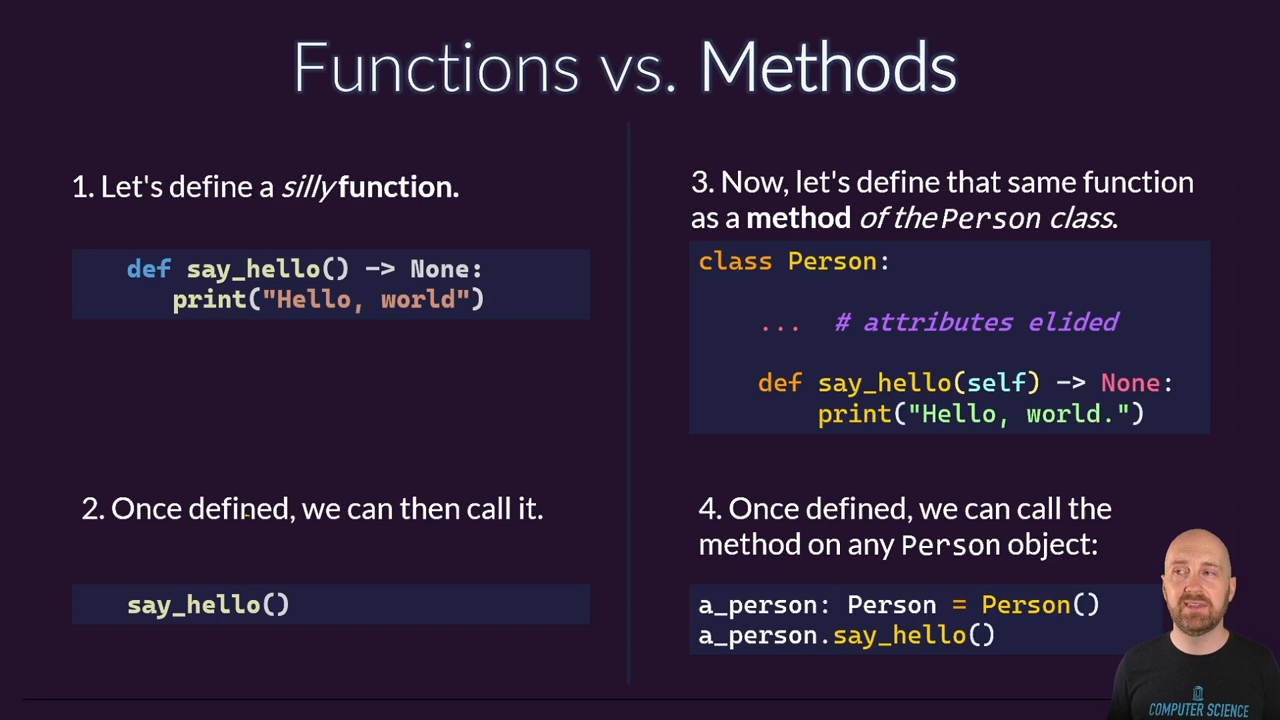 Functions vs. Methods
1. Let's define a silly function.
def say_hello() -> None:
print("Hello, world")
2. Once defined, we can then call it.
say_hello()
3. Now, let's define that same function
as a method of the Person class.
class Person:
... # attributes elided
def say_hello(self) -> None:
print("Hello, world.")
4. Once defined, we can call the
method on any Person object:
a_person: Person = Person()
a_person.say_hello()
COMPUTER SCIENCE